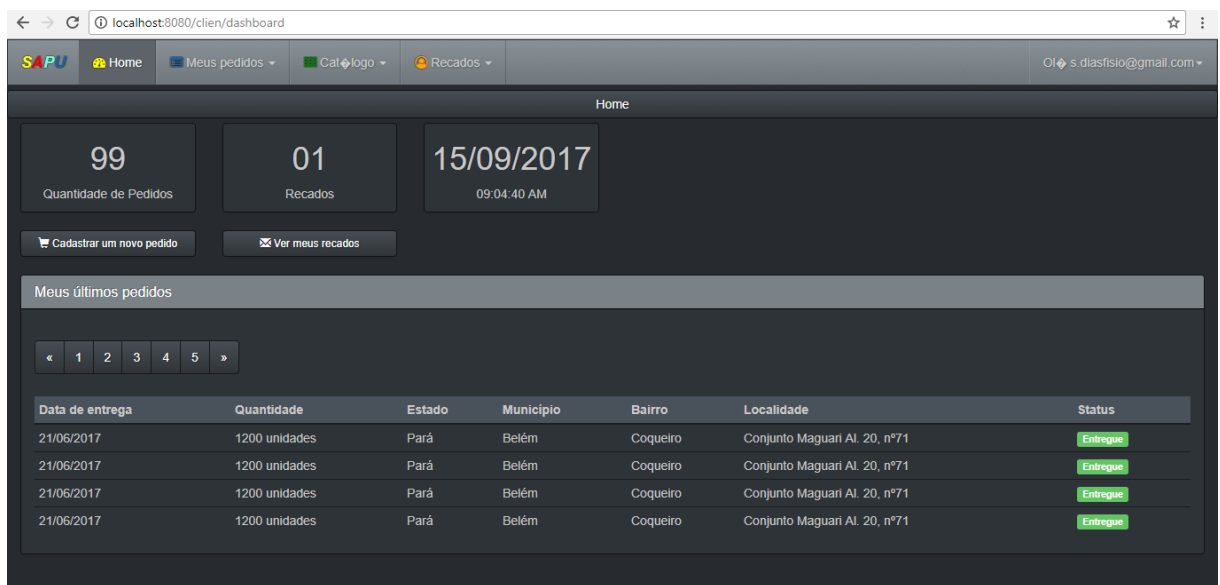 localhost:8080/clien/dashboard
SAPU Home Meus pedidos Cat�logo Recados Ol� s.diasfisio@gmail.com
Home
99 01 15/09/2017
Quantidade de Pedidos Recados 09:04:40 AM
Cadastrar um novo pedido Ver meus recados
Meus últimos pedidos
« 1 2 3 4 5 »
Data de entrega Quantidade Estado Município Bairro Localidade Status
21/06/2017 1200 unidades Pará Belém Coqueiro Conjunto Maguari Al. 20, nº71 Entregue
21/06/2017 1200 unidades Pará Belém Coqueiro Conjunto Maguari Al. 20, nº71 Entregue
21/06/2017 1200 unidades Pará Belém Coqueiro Conjunto Maguari Al. 20, nº71 Entregue
21/06/2017 1200 unidades Pará Belém Coqueiro Conjunto Maguari Al. 20, nº71 Entregue